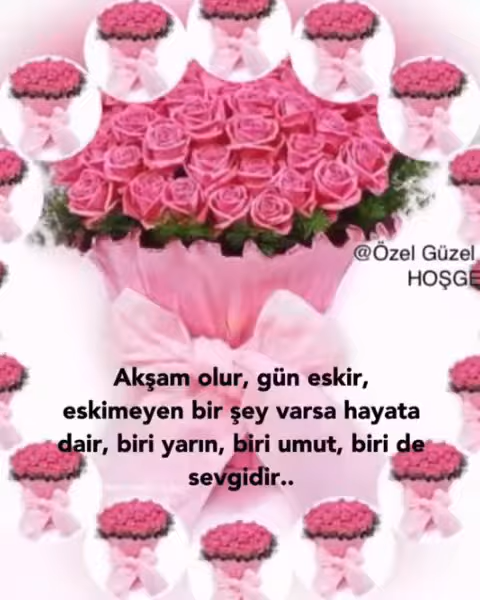 @Özel Güzel
HOŞGE
Akşam olur, gün eskir,
eskimeyen bir şey varsa hayata
dair, biri yarın, biri umut, biri de
sevgidir..